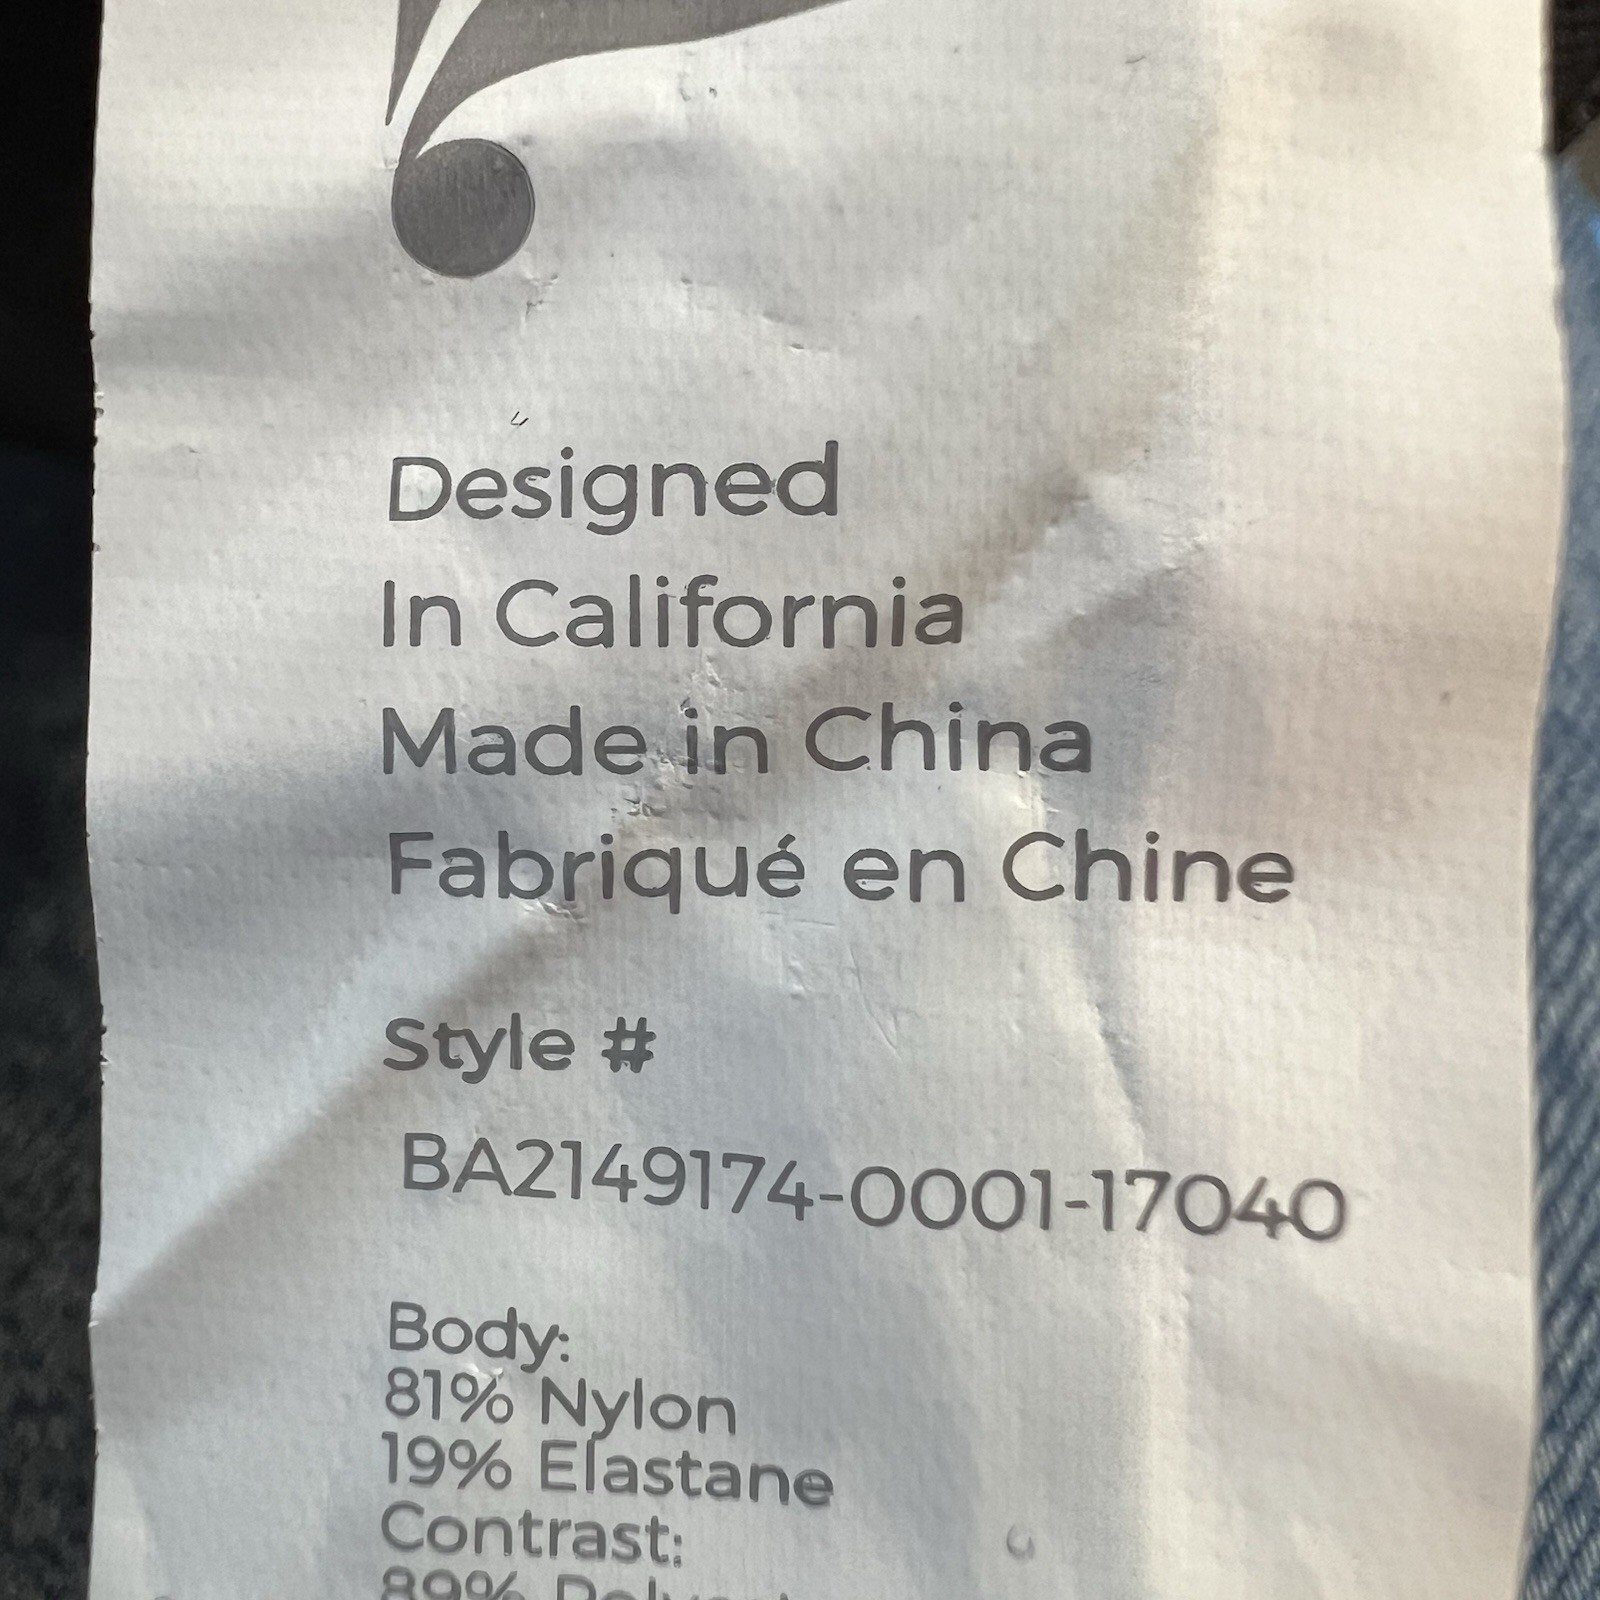 Designed
In California
Made in China
Fabriqué en Chine
Style #
BA2149174-0001-17040
Body:
81% Nylon
19% Elastane
Contrast:
89%